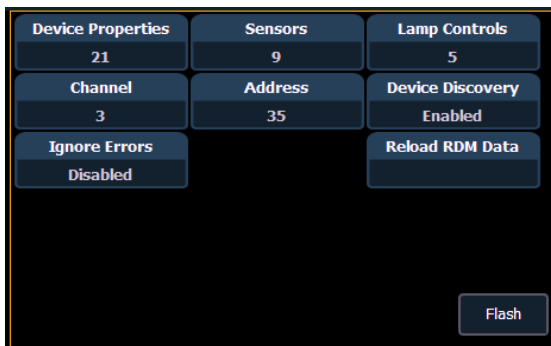 Device Properties Sensors Lamp Controls
21 9 5
Channel Address Device Discovery
3 35 Enabled
Ignore Errors Reload RDM Data
Disabled
Flash